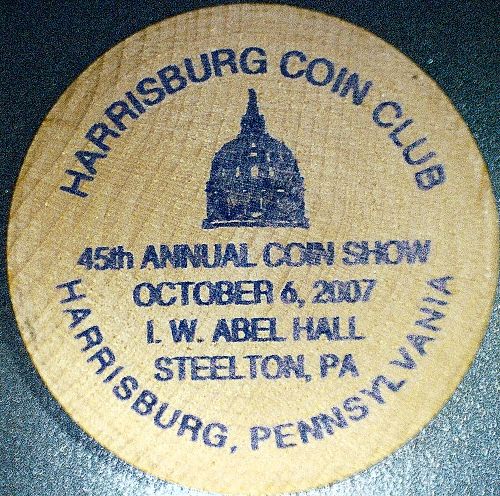 HARRISBURG COIN CLUB
45th ANNUAL COIN SHOW
OCTOBER 6, 2007
I. W. ABEL HALL
STEELTON, PA
HARRISBURG, PENNSYLVANIA